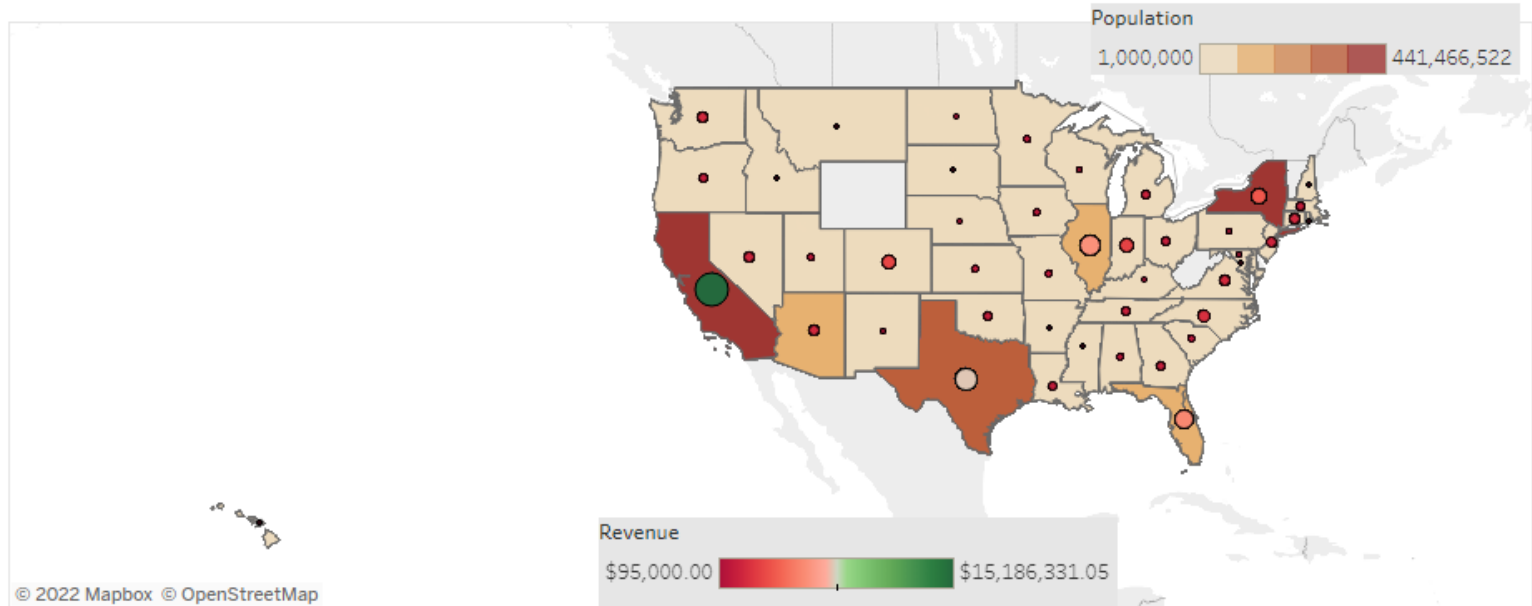 Population
1,000,000 441,466,522
Revenue
$95,000.00 $15,186,331.05
© 2022 Mapbox © OpenStreetMap